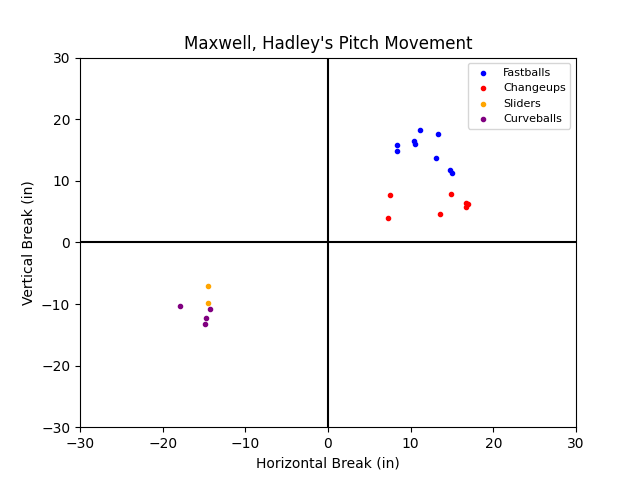 Maxwell, Hadley's Pitch Movement
Fastballs
Changeups
Sliders
Curveballs
30
20
10
0
−10
−20
−30
Vertical Break (in)
−30 −20 −10 0 10 20 30
Horizontal Break (in)